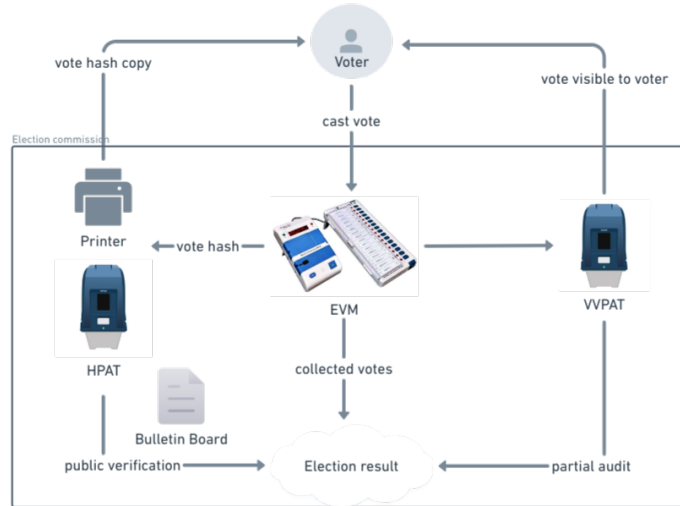 Voter
vote hash copy
vote visible to voter
cast vote
Election commission
Printer
vote hash
EVM
VVPAT
HPAT
collected votes
Bulletin Board
public verification
Election result
partial audit